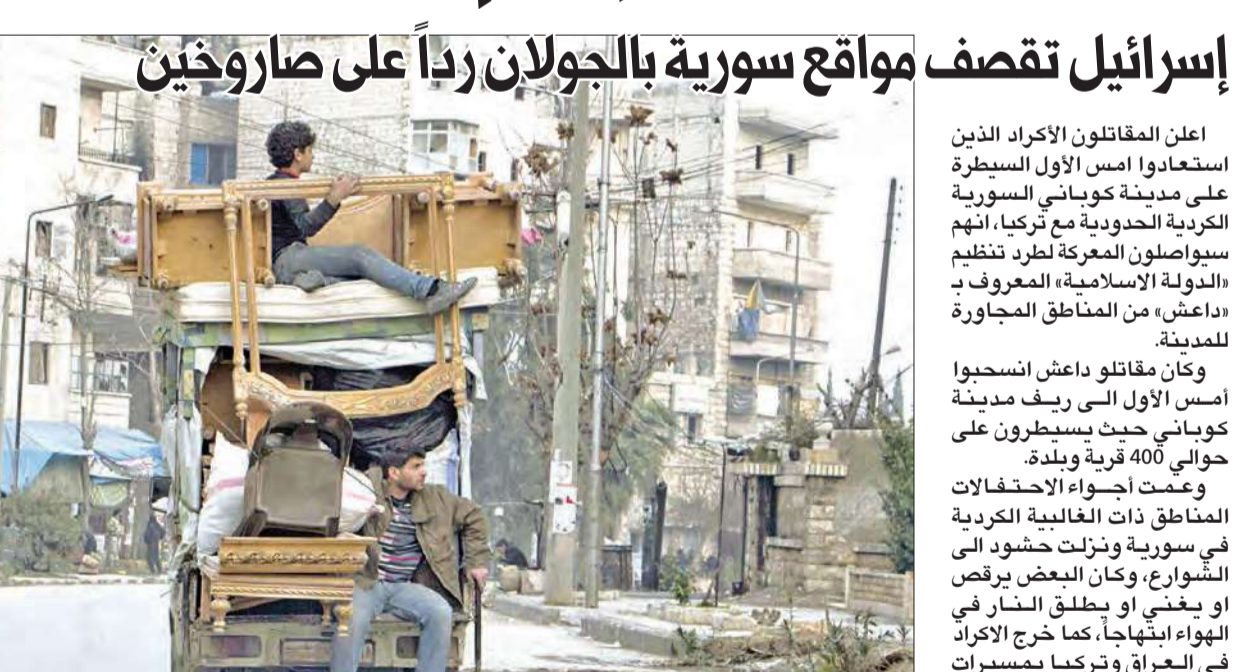 إسرائيل تقصف مواقع سورية بالجولان رداً على صاروخين
اعلن المقاتلون الأكراد الذين
استعادوا امس الأول السيطرة
على مدينة كوباني السورية
الكردية الحدودية مع تركيا، انهم
سيواصلون المعركة لطرد تنظيم
«الدولة الاسلامية» المعروف بـ
«داعش» من المناطق المجاورة
للمدينة.
وكان مقاتلو داعش انسحبوا
أمس الأول الى ريف مدينة
كوباني حيث يسيطرون على
حوالي 400 قرية وبلدة.
وعمت أجواء الاحتفالات
المناطق ذات الغالبية الكردية
في سورية ونزلت حشود الى
الشوارع، وكان البعض يرقص
او يغني او يطلق النار في
الهواء ابتهاجاً، كما خرج الاكراد
في العراق وتركيا بمسيرات